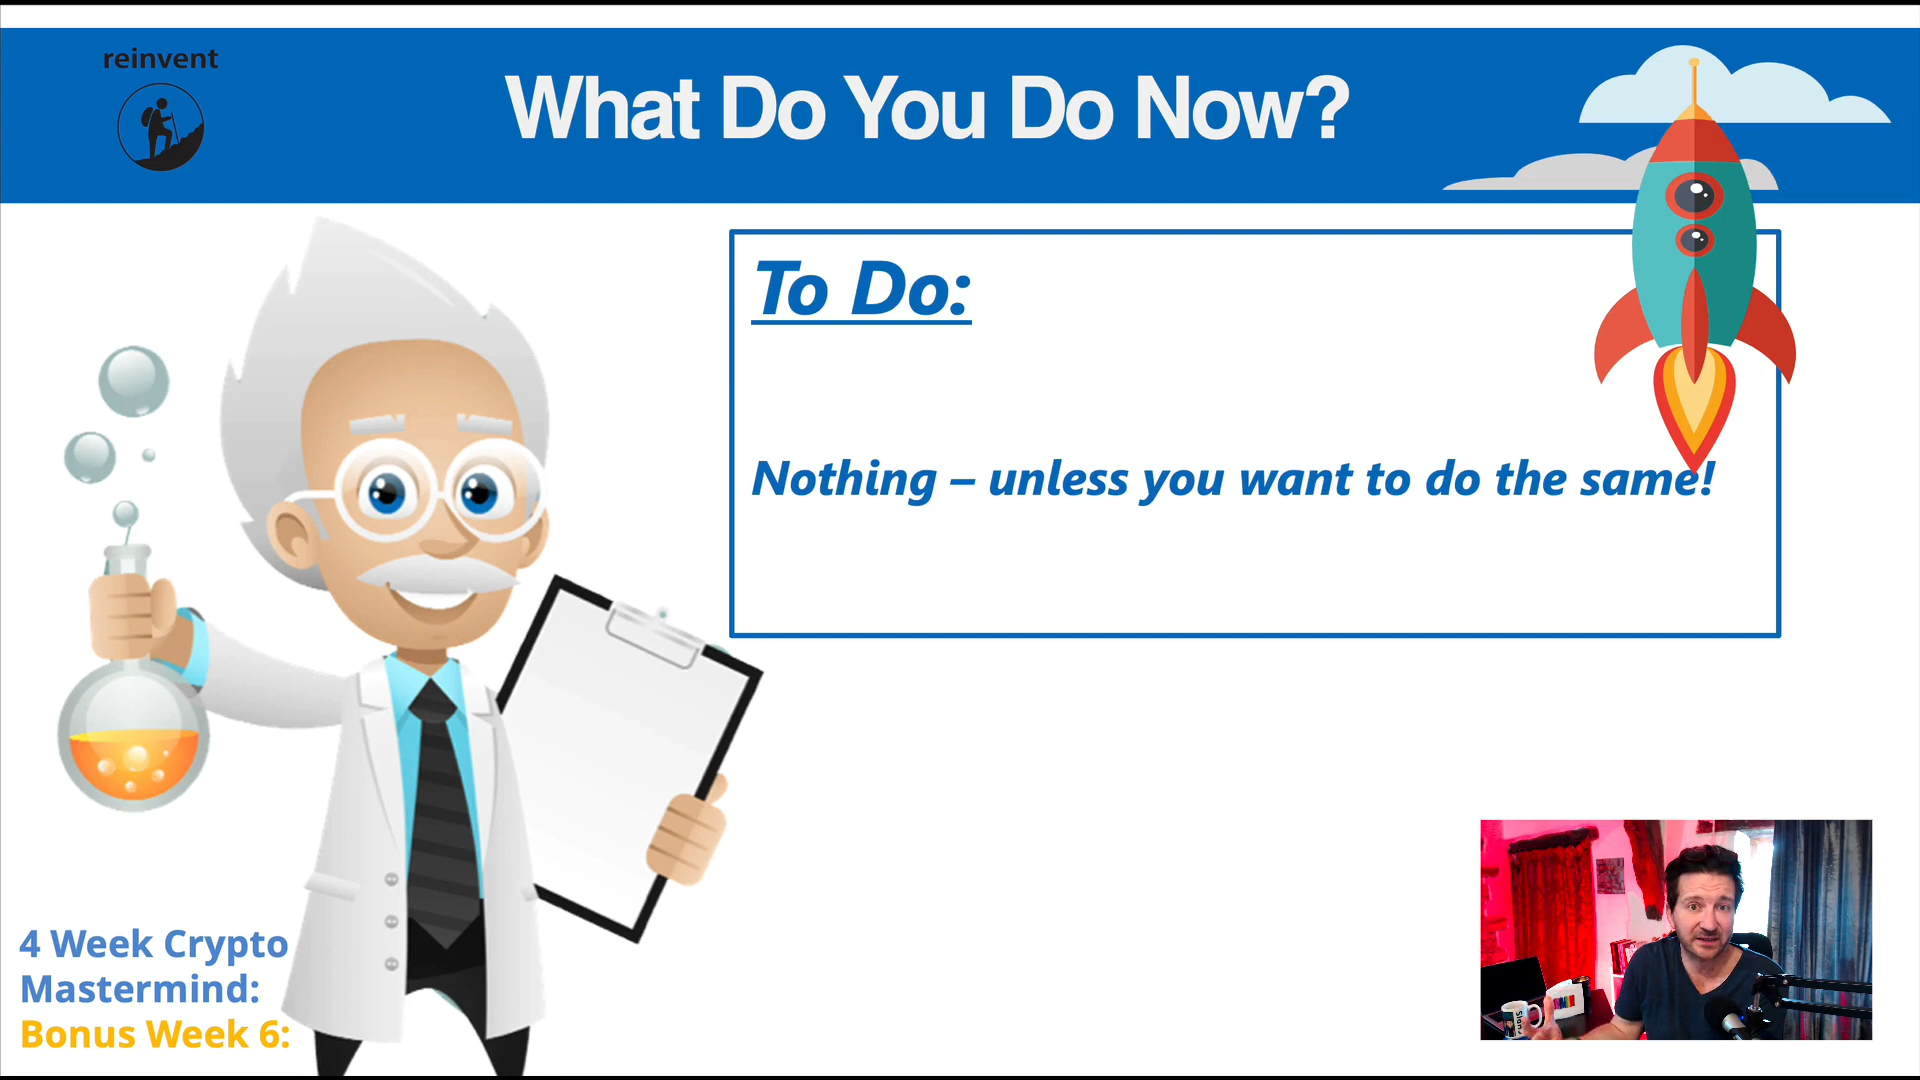 reinvent
What Do You Do Now?
To Do:
Nothing – unless you want to do the same!
4 Week Crypto
Mastermind:
Bonus Week 6: